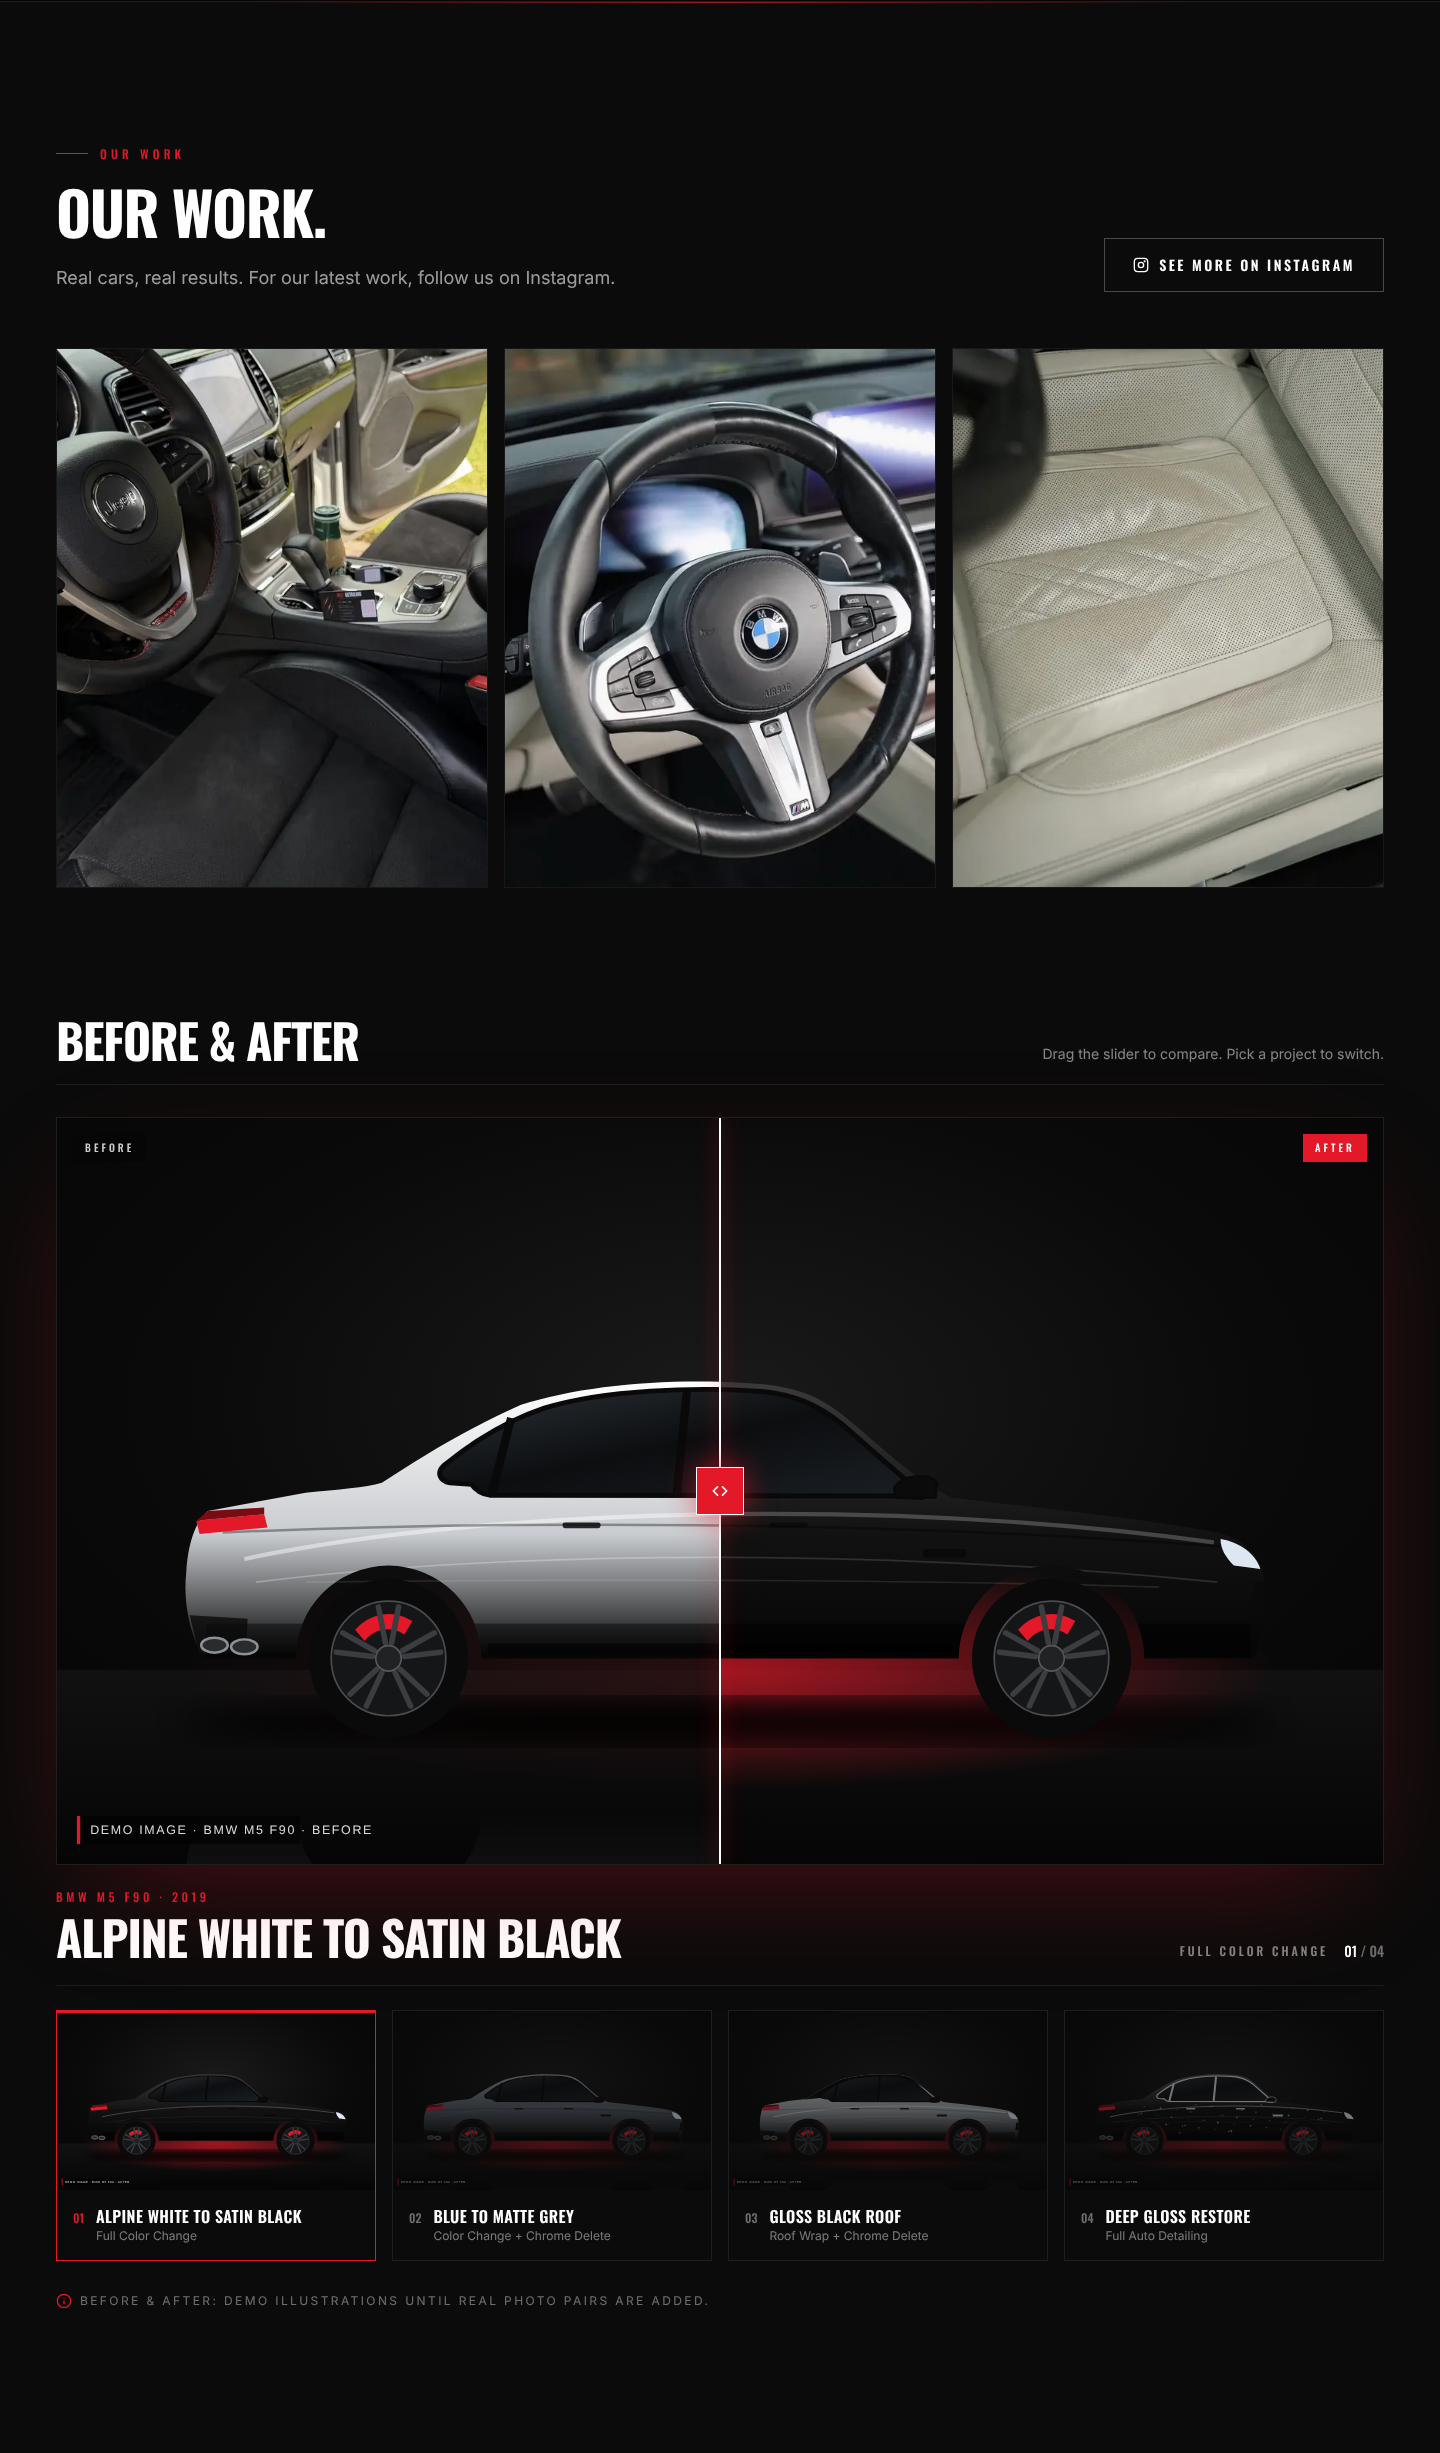 OUR WORK
OUR WORK.
Real cars, real results. For our latest work, follow us on Instagram.
SEE MORE ON INSTAGRAM
Jeep
DETAILING
BMW
MODE
AIRBAG
M
BEFORE & AFTER
Drag the slider to compare. Pick a project to switch.
BEFORE
AFTER
DEMO IMAGE · BMW M5 F90 · BEFORE
BMW M5 F90 · 2019
ALPINE WHITE TO SATIN BLACK
FULL COLOR CHANGE 01 / 04
01 ALPINE WHITE TO SATIN BLACK
Full Color Change
02 BLUE TO MATTE GREY
Color Change + Chrome Delete
03 GLOSS BLACK ROOF
Roof Wrap + Chrome Delete
04 DEEP GLOSS RESTORE
Full Auto Detailing
BEFORE & AFTER: DEMO ILLUSTRATIONS UNTIL REAL PHOTO PAIRS ARE ADDED.